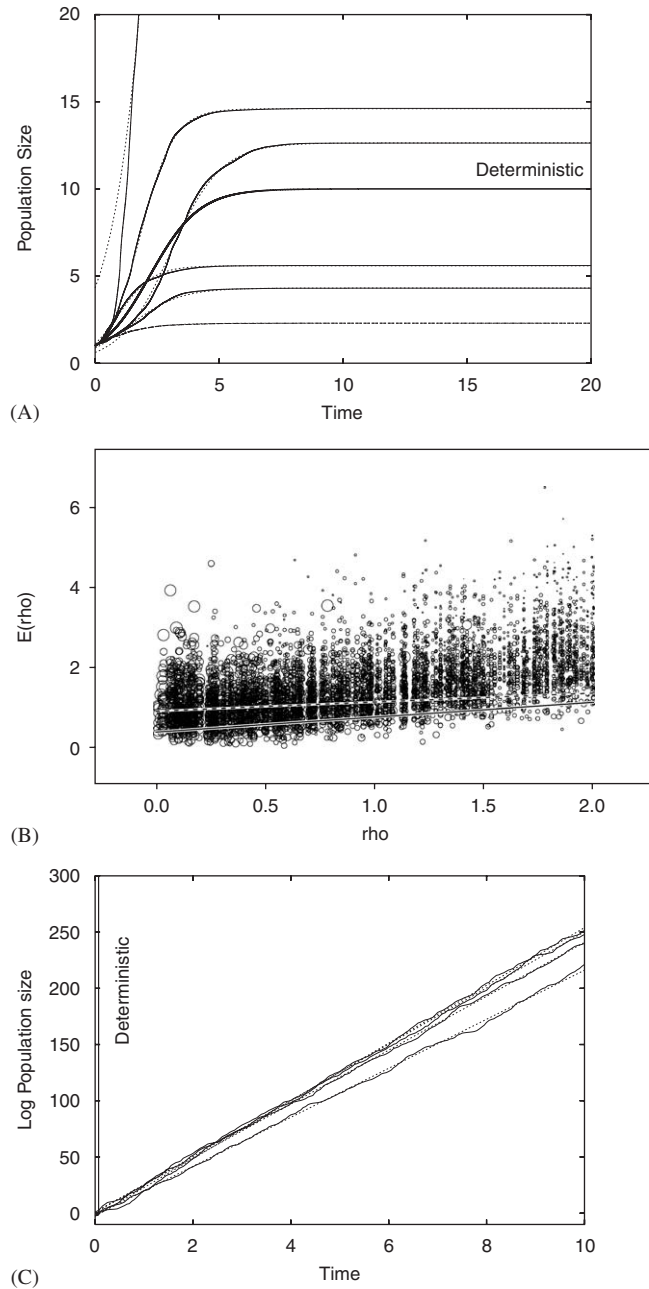 20
15
10
5
0
Population Size
Deterministic
0 5 10 15 20
Time
(A)
6
4
2
0
E(rho)
0.0 0.5 1.0 1.5 2.0
rho
(B)
300
250
200
150
100
50
0
Log Population size
Deterministic
0 2 4 6 8 10
Time
(C)